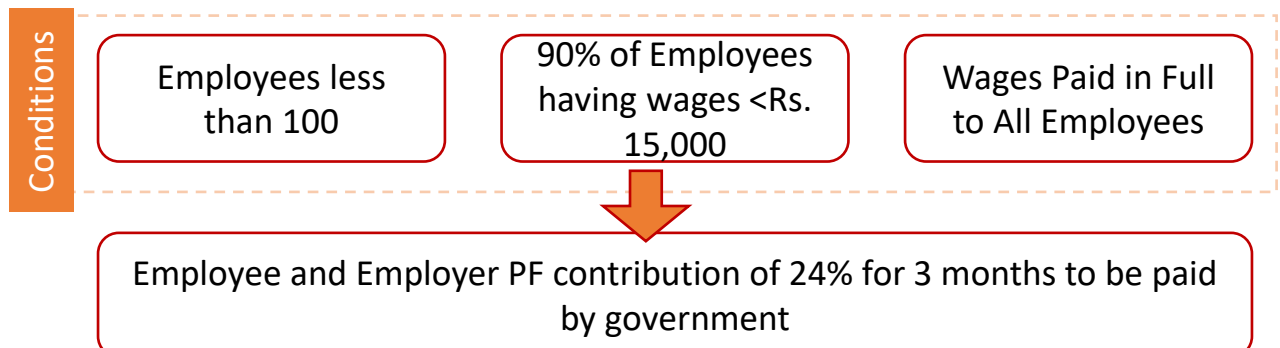 Conditions
Employees less
than 100
90% of Employees
having wages <Rs.
15,000
Wages Paid in Full
to All Employees
Employee and Employer PF contribution of 24% for 3 months to be paid
by government